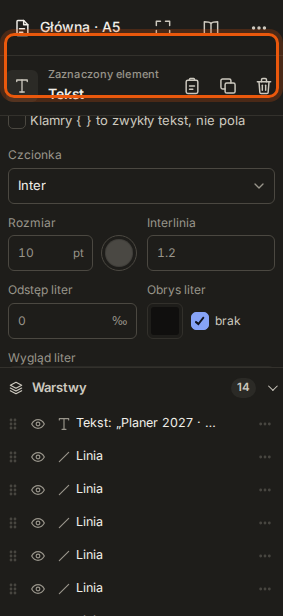 Główna · A5
Zaznaczony element
Tekst
Klamry { } to zwykły tekst, nie pola
Czcionka
Inter
Rozmiar Interlinia
10 pt 1.2
Odstęp liter Obrys liter
0 ‰ brak
Wygląd liter
Warstwy 14
Tekst: „Planer 2027 · ...
Linia
Linia
Linia
Linia
Linia